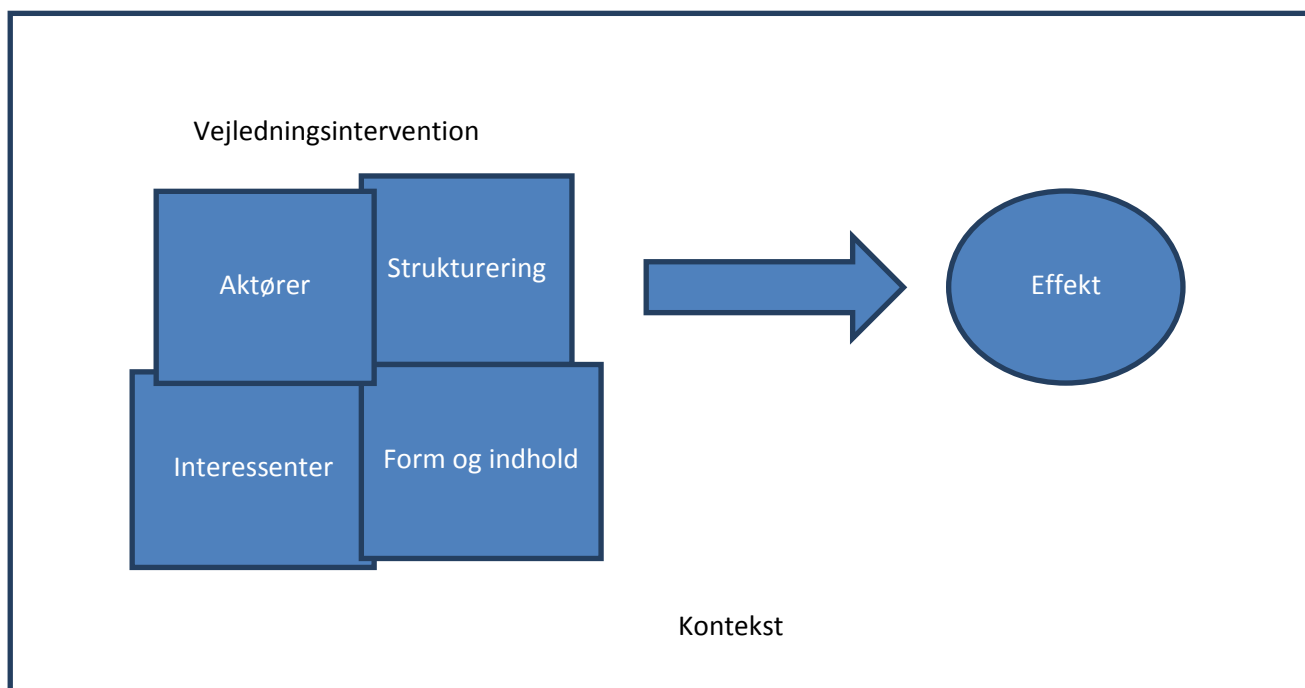 Vejledningsintervention
Aktører
Strukturering
Interessenter
Form og indhold
Effekt
Kontekst